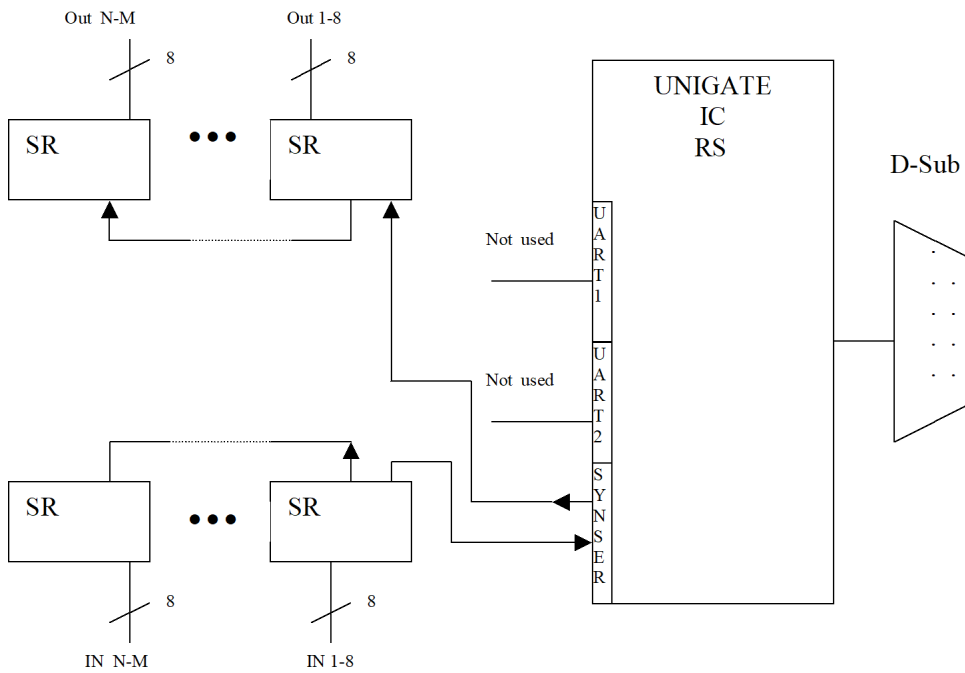 Out N-M
Out 1-8
8
8
SR
SR
UNIGATE
IC
RS
D-Sub
UART1
Not used
UART2
Not used
SYNSER
SR
SR
8
8
IN N-M
IN 1-8